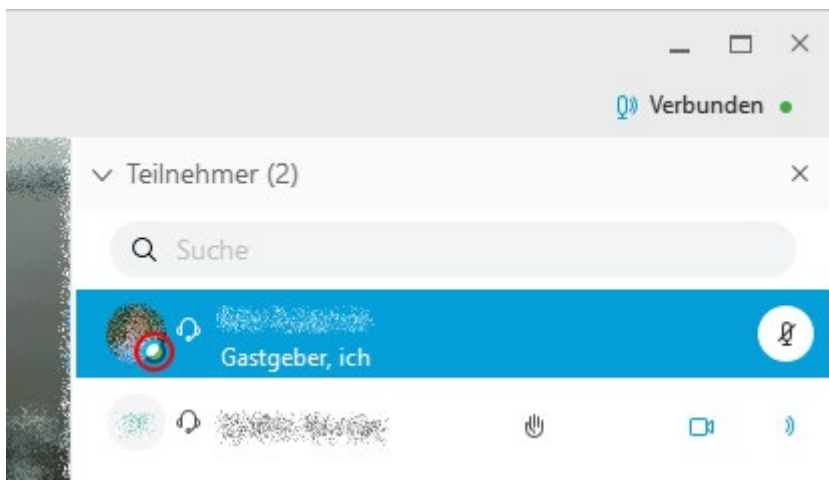 Verbunden
Teilnehmer (2)
Suche
Gastgeber, ich